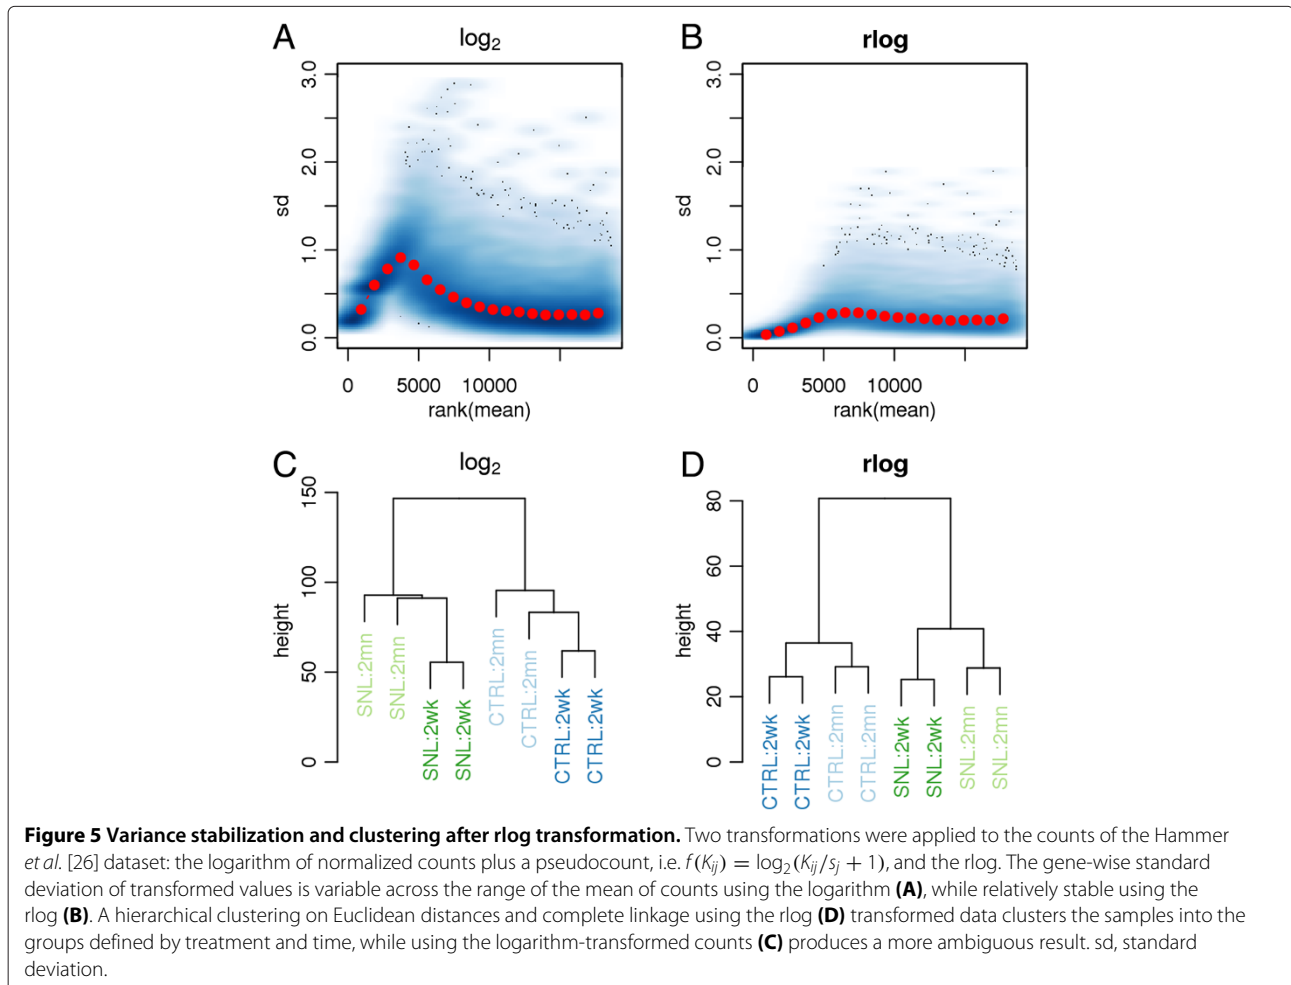 A
log2
B
rlog
3.0
2.0
1.0
0.0
sd
0
5000
10000
rank(mean)
3.0
2.0
1.0
0.0
sd
0
5000
10000
rank(mean)
C
log2
D
rlog
150
100
50
0
height
SNL:2mn
SNL:2mn
SNL:2wk
SNL:2wk
CTRL:2mn
CTRL:2mn
CTRL:2wk
CTRL:2wk
80
60
40
20
0
height
CTRL:2wk
CTRL:2wk
CTRL:2mn
CTRL:2mn
SNL:2wk
SNL:2wk
SNL:2mn
SNL:2mn
Figure 5 Variance stabilization and clustering after rlog transformation. Two transformations were applied to the counts of the Hammer
et al. [26] dataset: the logarithm of normalized counts plus a pseudocount, i.e. f(Kij) = log2(Kij/sj + 1), and the rlog. The gene-wise standard
deviation of transformed values is variable across the range of the mean of counts using the logarithm (A), while relatively stable using the
rlog (B). A hierarchical clustering on Euclidean distances and complete linkage using the rlog (D) transformed data clusters the samples into the
groups defined by treatment and time, while using the logarithm-transformed counts (C) produces a more ambiguous result. sd, standard
deviation.